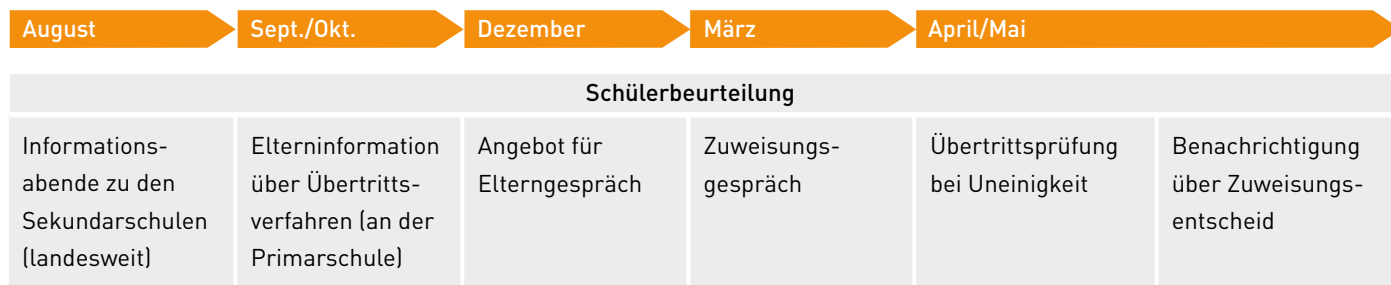 August
Sept./Okt.
Dezember
März
April/Mai
Schülerbeurteilung
Informations-
abende zu den
Sekundarschulen
(landesweit)
Elterninformation
über Übertritts-
verfahren (an der
Primarschule)
Angebot für
Elterngespräch
Zuweisungs-
gespräch
Übertrittsprüfung
bei Uneinigkeit
Benachrichtigung
über Zuweisungs-
entscheid